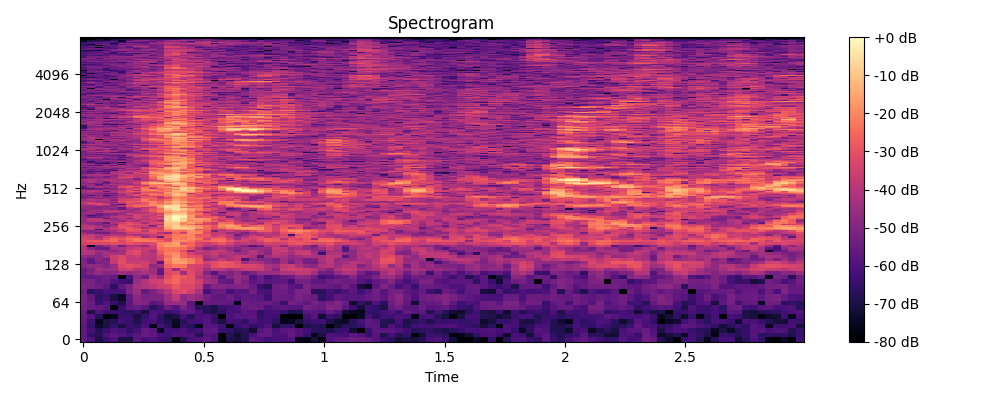 Spectrogram
Hz
4096
2048
1024
512
256
128
64
0
0
0.5
1
1.5
2
2.5
Time
+0 dB
-10 dB
-20 dB
-30 dB
-40 dB
-50 dB
-60 dB
-70 dB
-80 dB